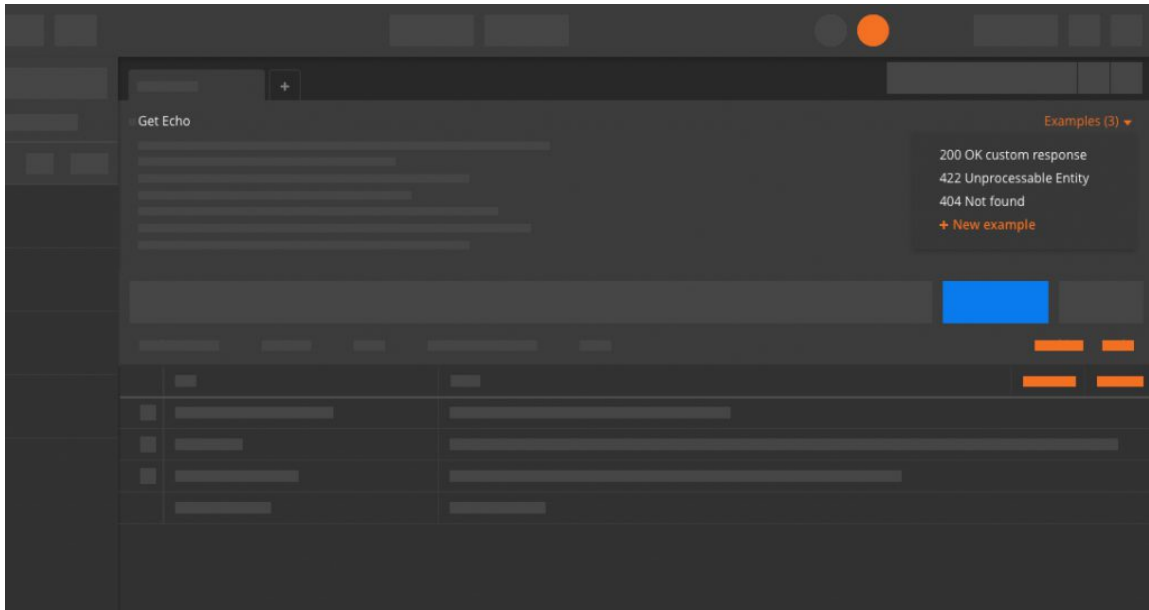 +
Get Echo
Examples (3)
200 OK custom response
422 Unprocessable Entity
404 Not found
+ New example